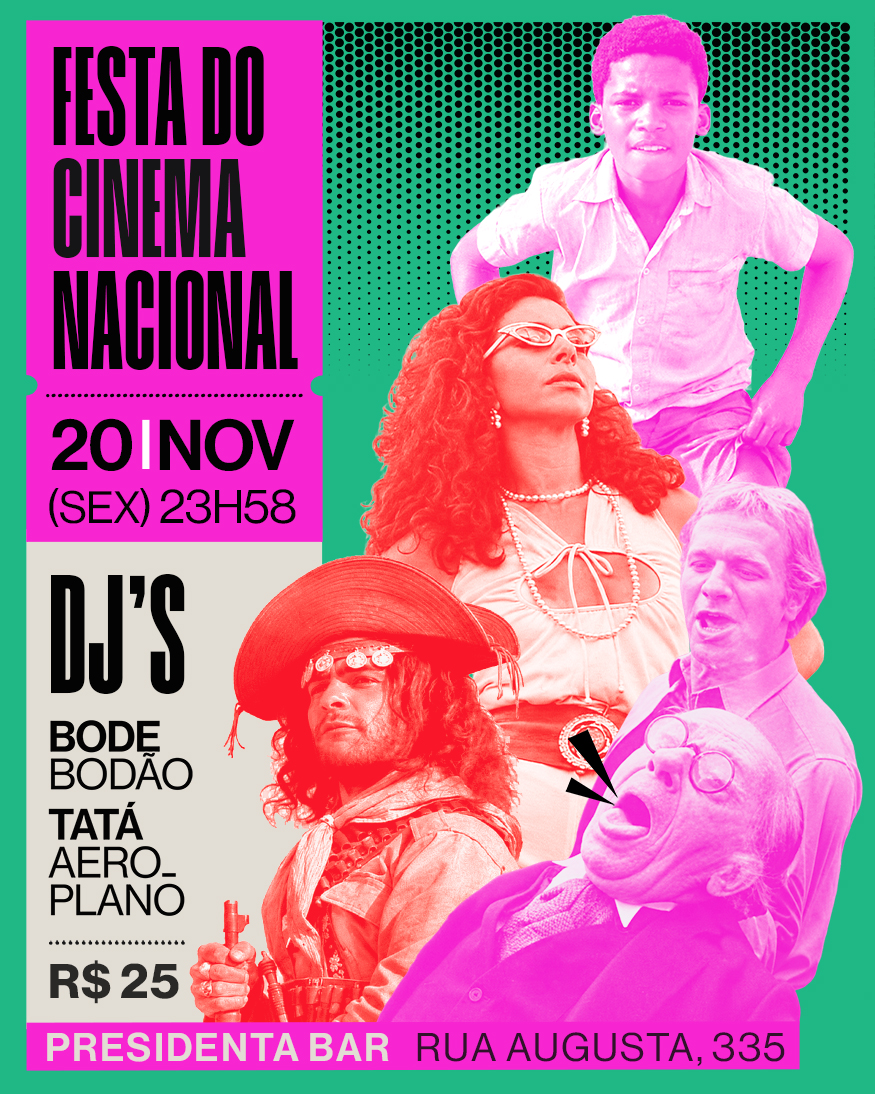 FESTA DO
CINEMA
NACIONAL
20|NOV
(SEX) 23H58
DJ'S
BODE
BODÃO
TATÁ
AERO_
PLANO
R$ 25
PRESIDENTA BAR RUA AUGUSTA, 335